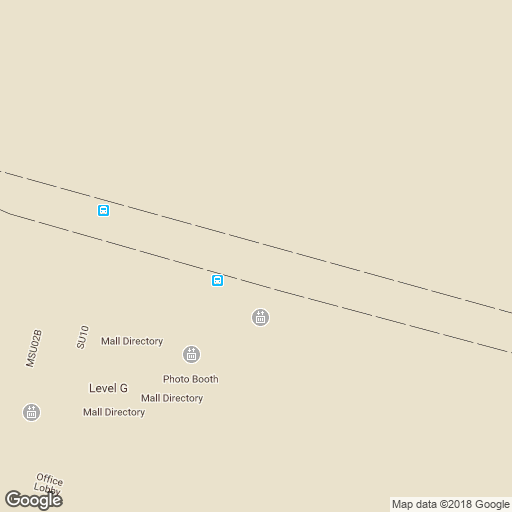 MSU02B
SU10
Mall Directory
Photo Booth
Level G
Mall Directory
Mall Directory
Office
Lobby
Google
Map data ©2018 Google